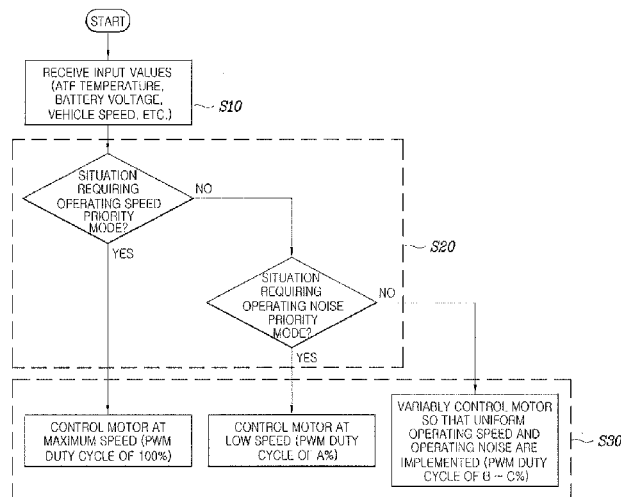 START
RECEIVE INPUT VALUES
(ATF TEMPERATURE,
BATTERY VOLTAGE,
VEHICLE SPEED, ETC.)
S10
SITUATION
REQUIRING
OPERATING SPEED
PRIORITY
MODE?
NO
YES
S20
SITUATION
REQUIRING
OPERATING NOISE
PRIORITY
MODE?
NO
YES
CONTROL MOTOR AT
MAXIMUM SPEED (PWM
DUTY CYCLE OF 100%)
CONTROL MOTOR AT
LOW SPEED (PWM DUTY
CYCLE OF A%)
VARIABLY CONTROL MOTOR
SO THAT UNIFORM
OPERATING SPEED AND
OPERATING NOISE ARE
IMPLEMENTED (PWM DUTY
CYCLE OF B ~ C%)
S30